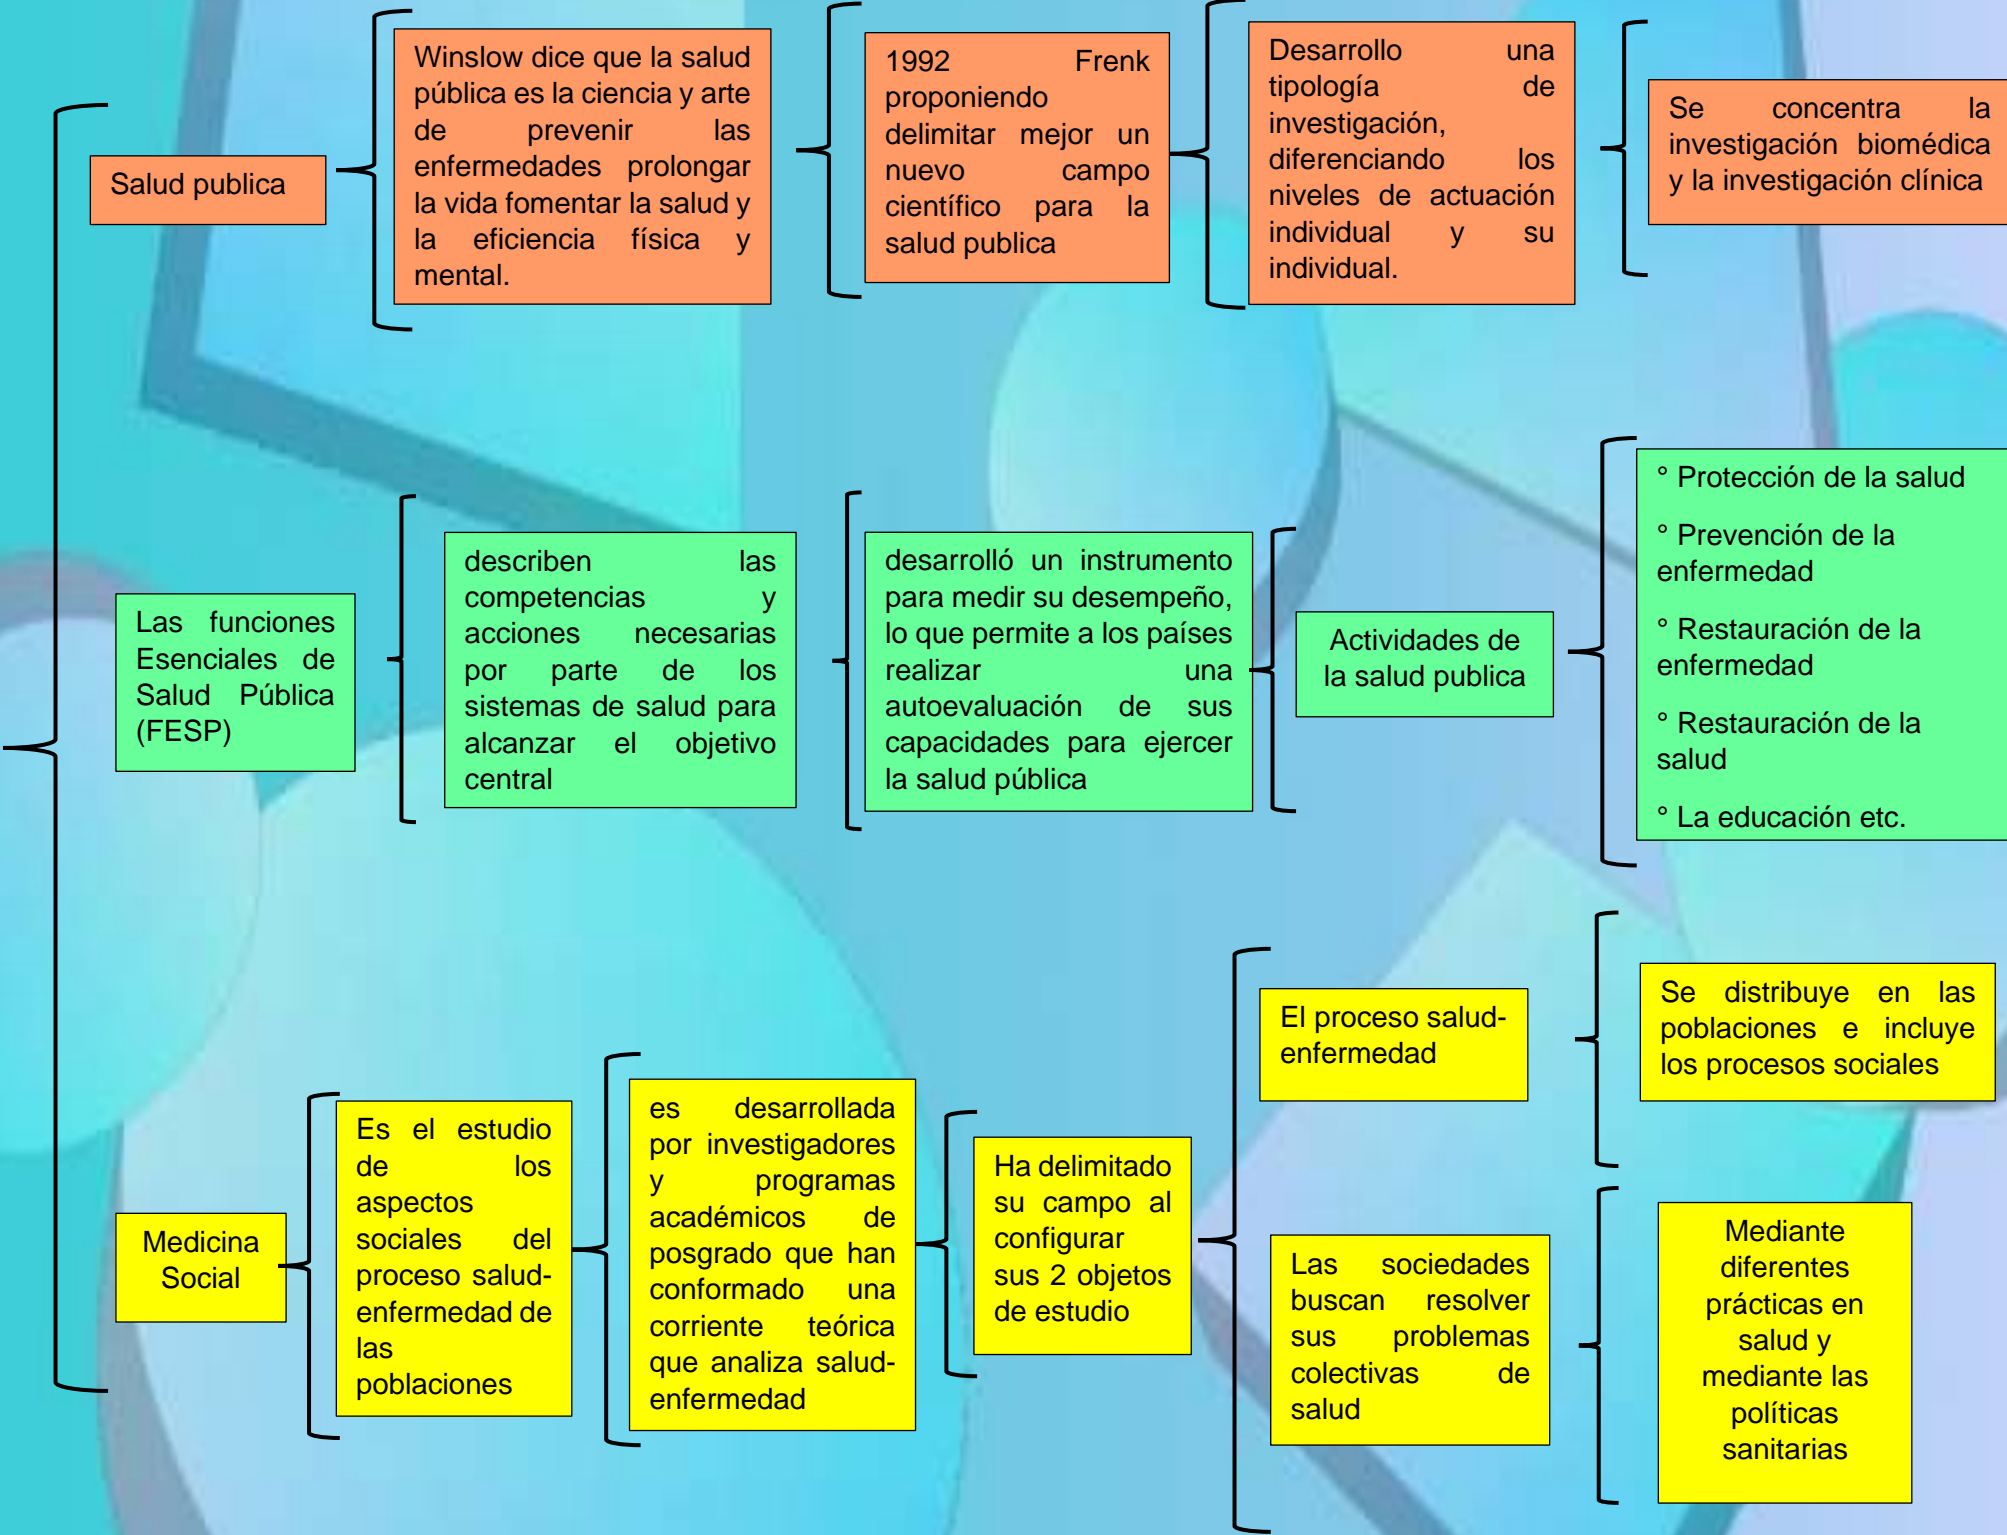 Salud publica
Winslow dice que la salud
pública es la ciencia y arte
de prevenir las
enfermedades prolongar
la vida fomentar la salud y
la eficiencia física y
mental.
1992 Frenk
proponiendo
delimitar mejor un
nuevo campo
científico para la
salud publica
Desarrollo una
tipología de
investigación,
diferenciando los
niveles de actuación
individual y su
individual.
Se concentra la
investigación biomédica
y la investigación clínica
Las funciones
Esenciales de
Salud Pública
(FESP)
describen las
competencias y
acciones necesarias
por parte de los
sistemas de salud para
alcanzar el objetivo
central
desarrolló un instrumento
para medir su desempeño,
lo que permite a los países
realizar una
autoevaluación de sus
capacidades para ejercer
la salud pública
Actividades de
la salud publica
° Protección de la salud
° Prevención de la
enfermedad
° Restauración de la
enfermedad
° Restauración de la
salud
° La educación etc.
Medicina
Social
Es el estudio
de los
aspectos
sociales del
proceso salud-
enfermedad de
las
poblaciones
es desarrollada
por investigadores
y programas
académicos de
posgrado que han
conformado una
corriente teórica
que analiza salud-
enfermedad
Ha delimitado
su campo al
configurar
sus 2 objetos
de estudio
El proceso salud-
enfermedad
Se distribuye en las
poblaciones e incluye
los procesos sociales
Las sociedades
buscan resolver
sus problemas
colectivas de
salud
Mediante
diferentes
prácticas en
salud y
mediante las
políticas
sanitarias